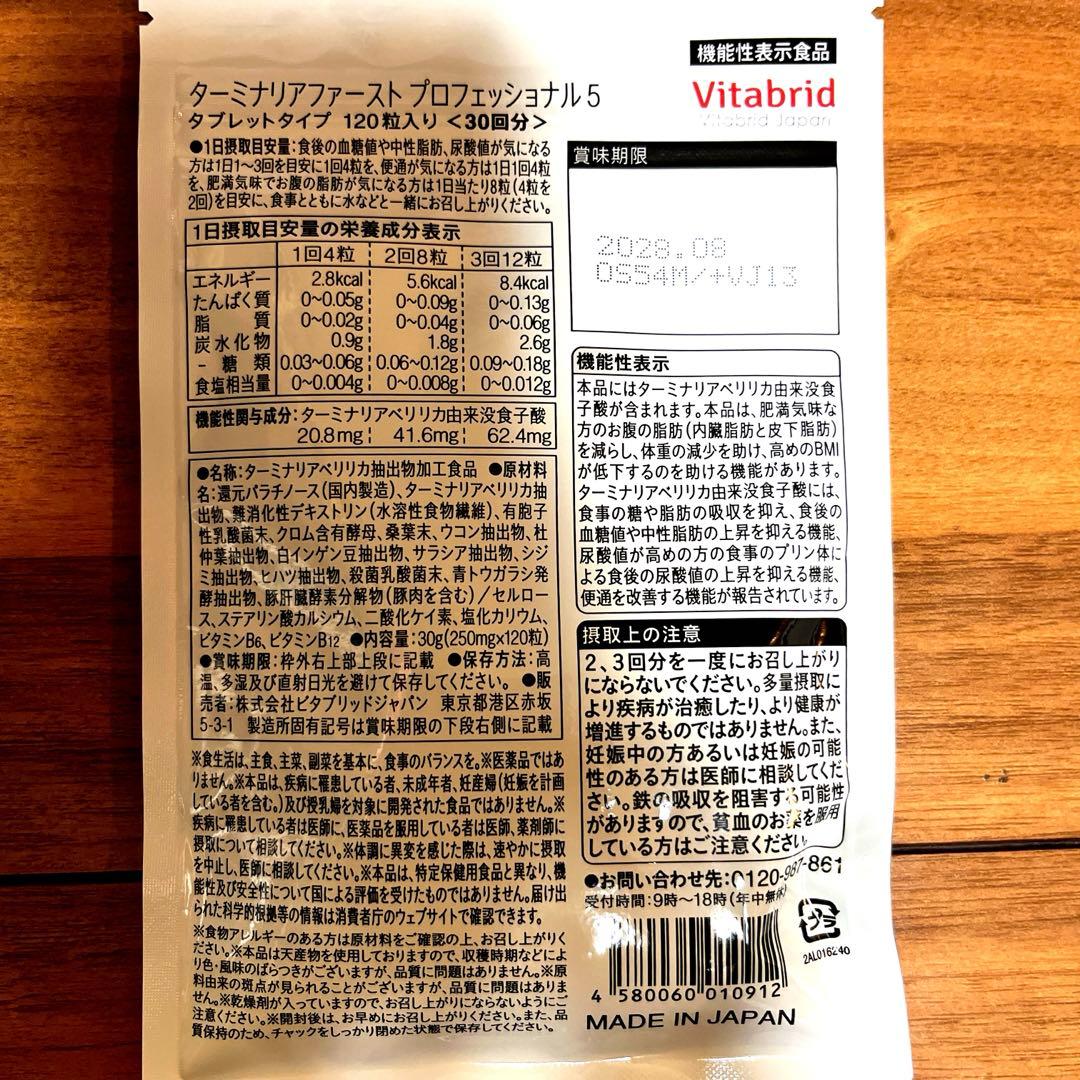 機能性表示食品
Vitabrid
Vitabrid Japan
ターミナリアファースト プロフェッショナル5
タブレットタイプ 120粒入り <30回分>
●1日摂取目安量:食後の血糖値や中性脂肪、尿酸値が気になる
方は1日1~3回を目安に1回4粒を、便通が気になる方は1日1回4粒
を、肥満気味でお腹の脂肪が気になる方は1日当たり8粒(4粒を
2回)を目安に、食事とともに水などと一緒にお召し上がりください。
1日摂取目安量の栄養成分表示
1回4粒 2回8粒 3回12粒
エネルギー 2.8kcal 5.6kcal 8.4kcal
たんぱく質 0~0.05g 0~0.09g 0~0.13g
脂 質 0~0.02g 0~0.04g 0~0.06g
炭水化物 0.9g 1.8g 2.6g
- 糖 類 0.03~0.06g 0.06~0.12g 0.09~0.18g
食塩相当量 0~0.004g 0~0.008g 0~0.012g
機能性関与成分:ターミナリアベリリカ由来没食子酸
20.8mg 41.6mg 62.4mg
●名称:ターミナリアベリリカ抽出物加工食品 ●原材料
名:還元パラチノース(国内製造)、ターミナリアベリリカ抽
出物、難消化性デキストリン(水溶性食物繊維)、有胞子
性乳酸菌末、クロム含有酵母、桑葉末、ウコン抽出物、杜
仲葉抽出物、白インゲン豆抽出物、サラシア抽出物、シジ
ミ抽出物、ヒハツ抽出物、殺菌乳酸菌末、青トウガラシ発
酵抽出物、豚肝臓酵素分解物(豚肉を含む)/セルロー
ス、ステアリン酸カルシウム、二酸化ケイ素、塩化カリウム、
ビタミンB6、ビタミンB12 ●内容量:30g(250mg×120粒)
●賞味期限:枠外右上部上段に記載 ●保存方法:高
温、多湿及び直射日光を避けて保存してください。 ●販
売者:株式会社ビタブリッドジャパン 東京都港区赤坂
5-3-1 製造所固有記号は賞味期限の下段右側に記載
※食生活は、主食、主菜、副菜を基本に、食事のバランスを。※医薬品ではあ
りません。※本品は、疾病に罹患している者、未成年者、妊産婦(妊娠を計画
している者を含む。)及び授乳婦を対象に開発された食品ではありません。※
疾病に罹患している者は医師に、医薬品を服用している者は医師、薬剤師に
摂取について相談してください。※体調に異変を感じた際は、速やかに摂取
を中止し、医師に相談してください。※本品は、特定保健用食品と異なり、機
能性及び安全性について国による評価を受けたものではありません。届け出
られた科学的根拠等の情報は消費者庁のウェブサイトで確認できます。
※食物アレルギーのある方は原材料をご確認の上、お召し上がりく
ださい。※本品は天産物を使用しておりますので、収穫時期などによ
り色・風味のばらつきがございますが、品質に問題はありません。※原
料由来の斑点が見られることがございますが、品質に問題はありま
せん。※乾燥剤が入っていますので、お召し上がりにならないようにご
注意ください。※開封後は、お早めにお召し上がりください。また、品
質保持のため、チャックをしっかり閉めた状態で保存してください。
賞味期限
2028.08
OS54M/+VJ13
機能性表示
本品にはターミナリアベリリカ由来没食
子酸が含まれます。本品は、肥満気味な
方のお腹の脂肪(内臓脂肪と皮下脂肪)
を減らし、体重の減少を助け、高めのBMI
が低下するのを助ける機能があります。
ターミナリアベリリカ由来没食子酸には、
食事の糖や脂肪の吸収を抑え、食後の
血糖値や中性脂肪の上昇を抑える機能、
尿酸値が高めの方の食事のプリン体に
よる食後の尿酸値の上昇を抑える機能、
便通を改善する機能が報告されています。
摂取上の注意
2、3回分を一度にお召し上がり
にならないでください。多量摂取に
より疾病が治癒したり、より健康が
増進するものではありません。また、
妊娠中の方あるいは妊娠の可能
性のある方は医師に相談してくだ
さい。鉄の吸収を阻害する可能性
がありますので、貧血のお薬を服用
している方はご注意ください。
●お問い合わせ先:0120-987-861
受付時間:9時~18時(年中無休)
プラ
2AL016240
4 580060 010912
MADE IN JAPAN